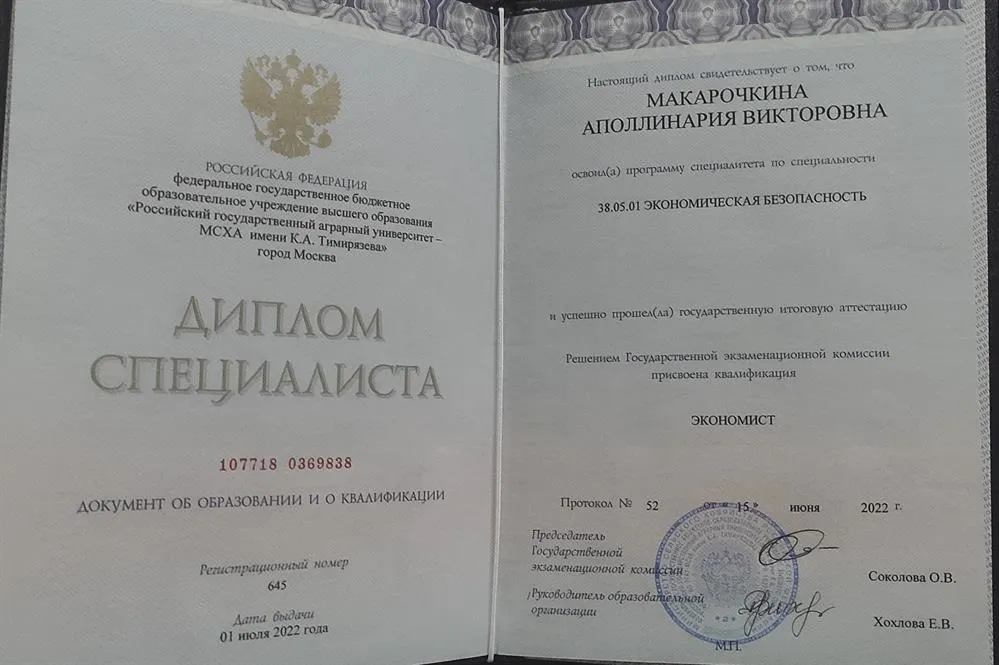 РОССИЙСКАЯ ФЕДЕРАЦИЯ
федеральное государственное бюджетное
образовательное учреждение высшего образования
«Российский государственный аграрный университет –
МСХА имени К.А. Тимирязева»
город Москва
ДИПЛОМ
СПЕЦИАЛИСТА
107718 0369838
ДОКУМЕНТ ОБ ОБРАЗОВАНИИ И О КВАЛИФИКАЦИИ
Регистрационный номер
645
Дата выдачи
01 июля 2022 года
Настоящий диплом свидетельствует о том, что
МАКАРОЧКИНА
АПОЛЛИНАРИЯ ВИКТОРОВНА
освоил(а) программу специалитета по специальности
38.05.01 ЭКОНОМИЧЕСКАЯ БЕЗОПАСНОСТЬ
и успешно прошел(ла) государственную итоговую аттестацию
Решением Государственной экзаменационной комиссии
присвоена квалификация
ЭКОНОМИСТ
Протокол № 52 от « 15 » июня 2022 г.
Председатель
Государственной
экзаменационной комиссии
Соколова О.В.
Руководитель образовательной
организации
Хохлова Е.В.
М.П.